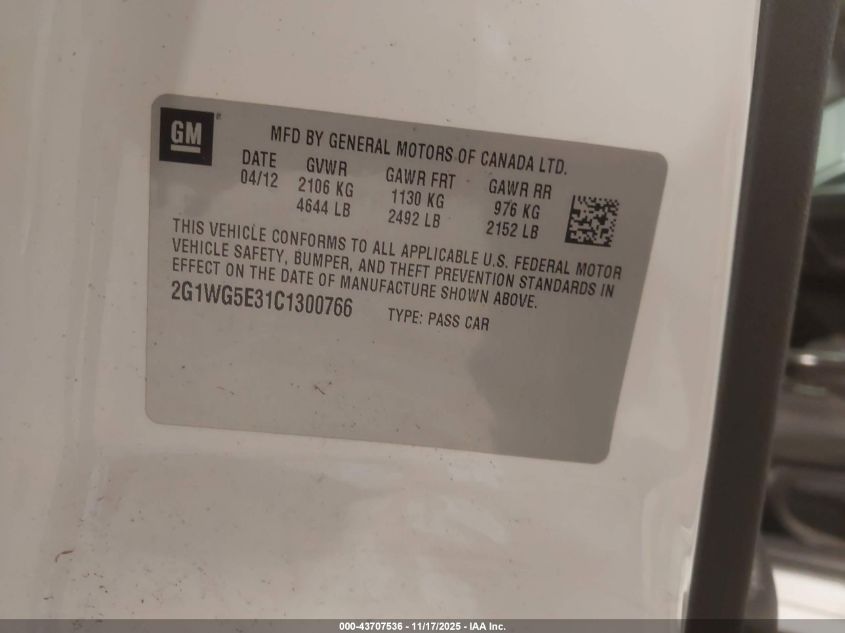 GM
MFD BY GENERAL MOTORS OF CANADA LTD.
DATE GVWR GAWR FRT GAWR RR
04/12 2106 KG 1130 KG 976 KG
4644 LB 2492 LB 2152 LB
THIS VEHICLE CONFORMS TO ALL APPLICABLE U.S. FEDERAL MOTOR
VEHICLE SAFETY, BUMPER, AND THEFT PREVENTION STANDARDS IN
EFFECT ON THE DATE OF MANUFACTURE SHOWN ABOVE.
2G1WG5E31C1300766 TYPE: PASS CAR
000-43707536 - 11/17/2025 - IAA Inc.